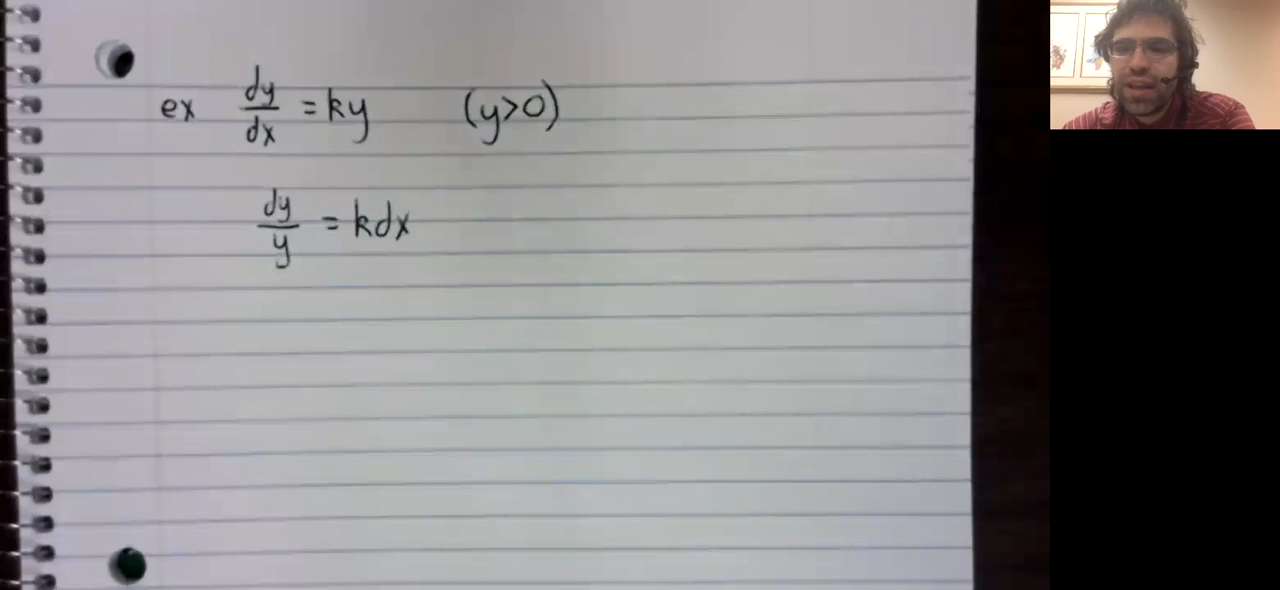 ex dy/dx = ky (y>0)
dy/y = kdx